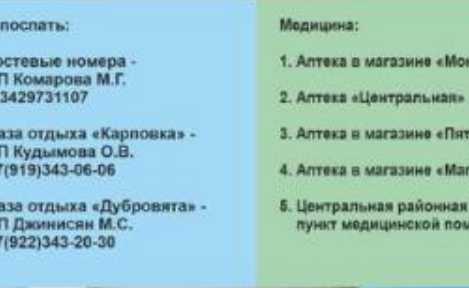 поспать:
остевые номера -
П Комарова М.Г.
3429731107
аза отдыха «Карповка» -
П Кудымова О.В.
7(919)343-06-06
аза отдыха «Дубровята» -
П Джинисян М.С.
7(922)343-20-30
Медицина:
1. Аптека в магазине «Мон
2. Аптека «Центральная»
3. Аптека в магазине «Пят
4. Аптека в магазине «Маг
5. Центральная районная
пункт медицинской пом